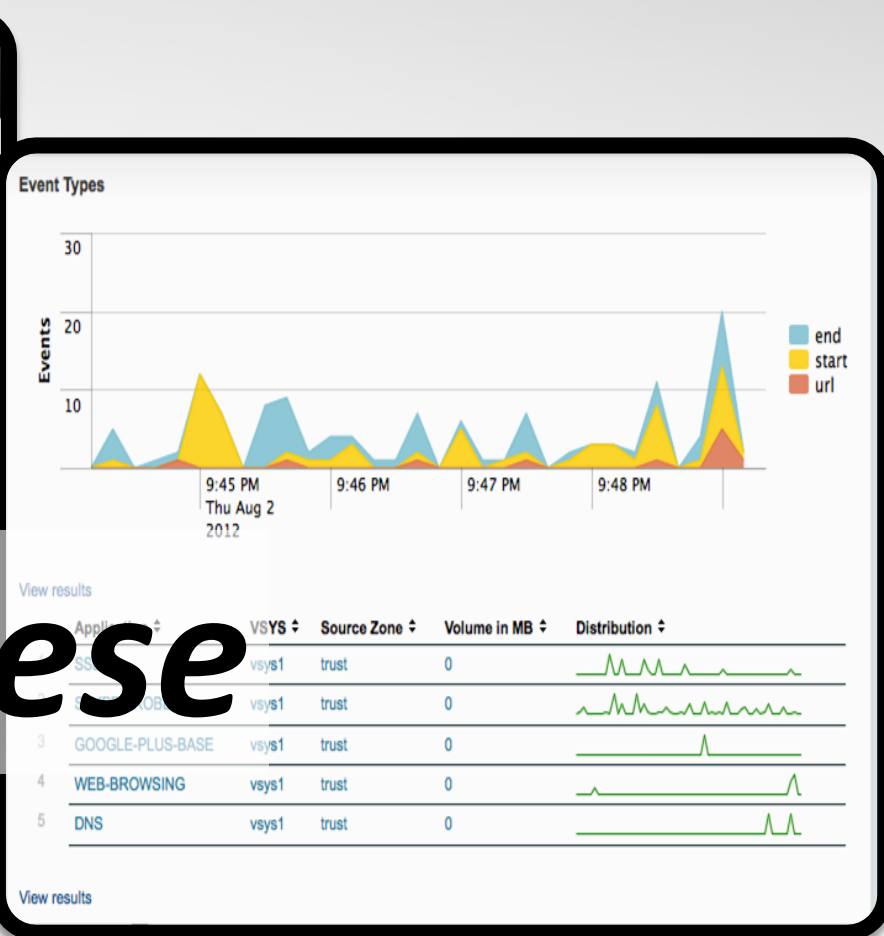 Event Types
30
20
10
Events
end
start
url
9:45 PM 9:46 PM 9:47 PM 9:48 PM
Thu Aug 2
2012
View results
VSYS Source Zone Volume in MB Distribution
vsys1 trust 0
vsys1 trust 0
3 GOOGLE-PLUS-BASE vsys1 trust 0
4 WEB-BROWSING vsys1 trust 0
5 DNS vsys1 trust 0
ese
View results